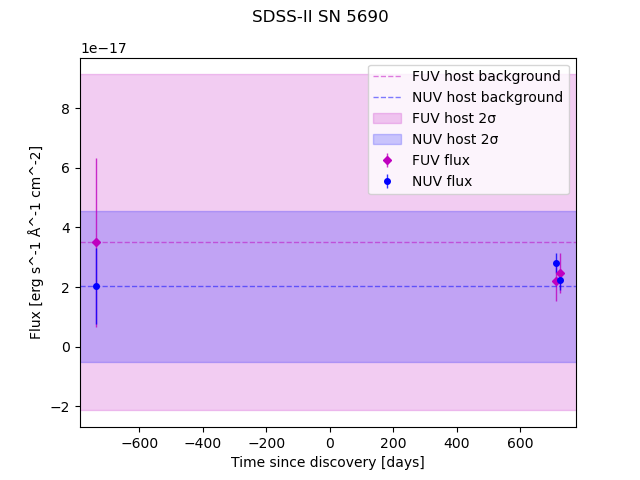 SDSS-II SN 5690
1e−17
FUV host background
NUV host background
FUV host 2σ
NUV host 2σ
FUV flux
NUV flux
8
6
4
2
0
−2
Flux [erg s^-1 Å^-1 cm^-2]
−600 −400 −200 0 200 400 600
Time since discovery [days]